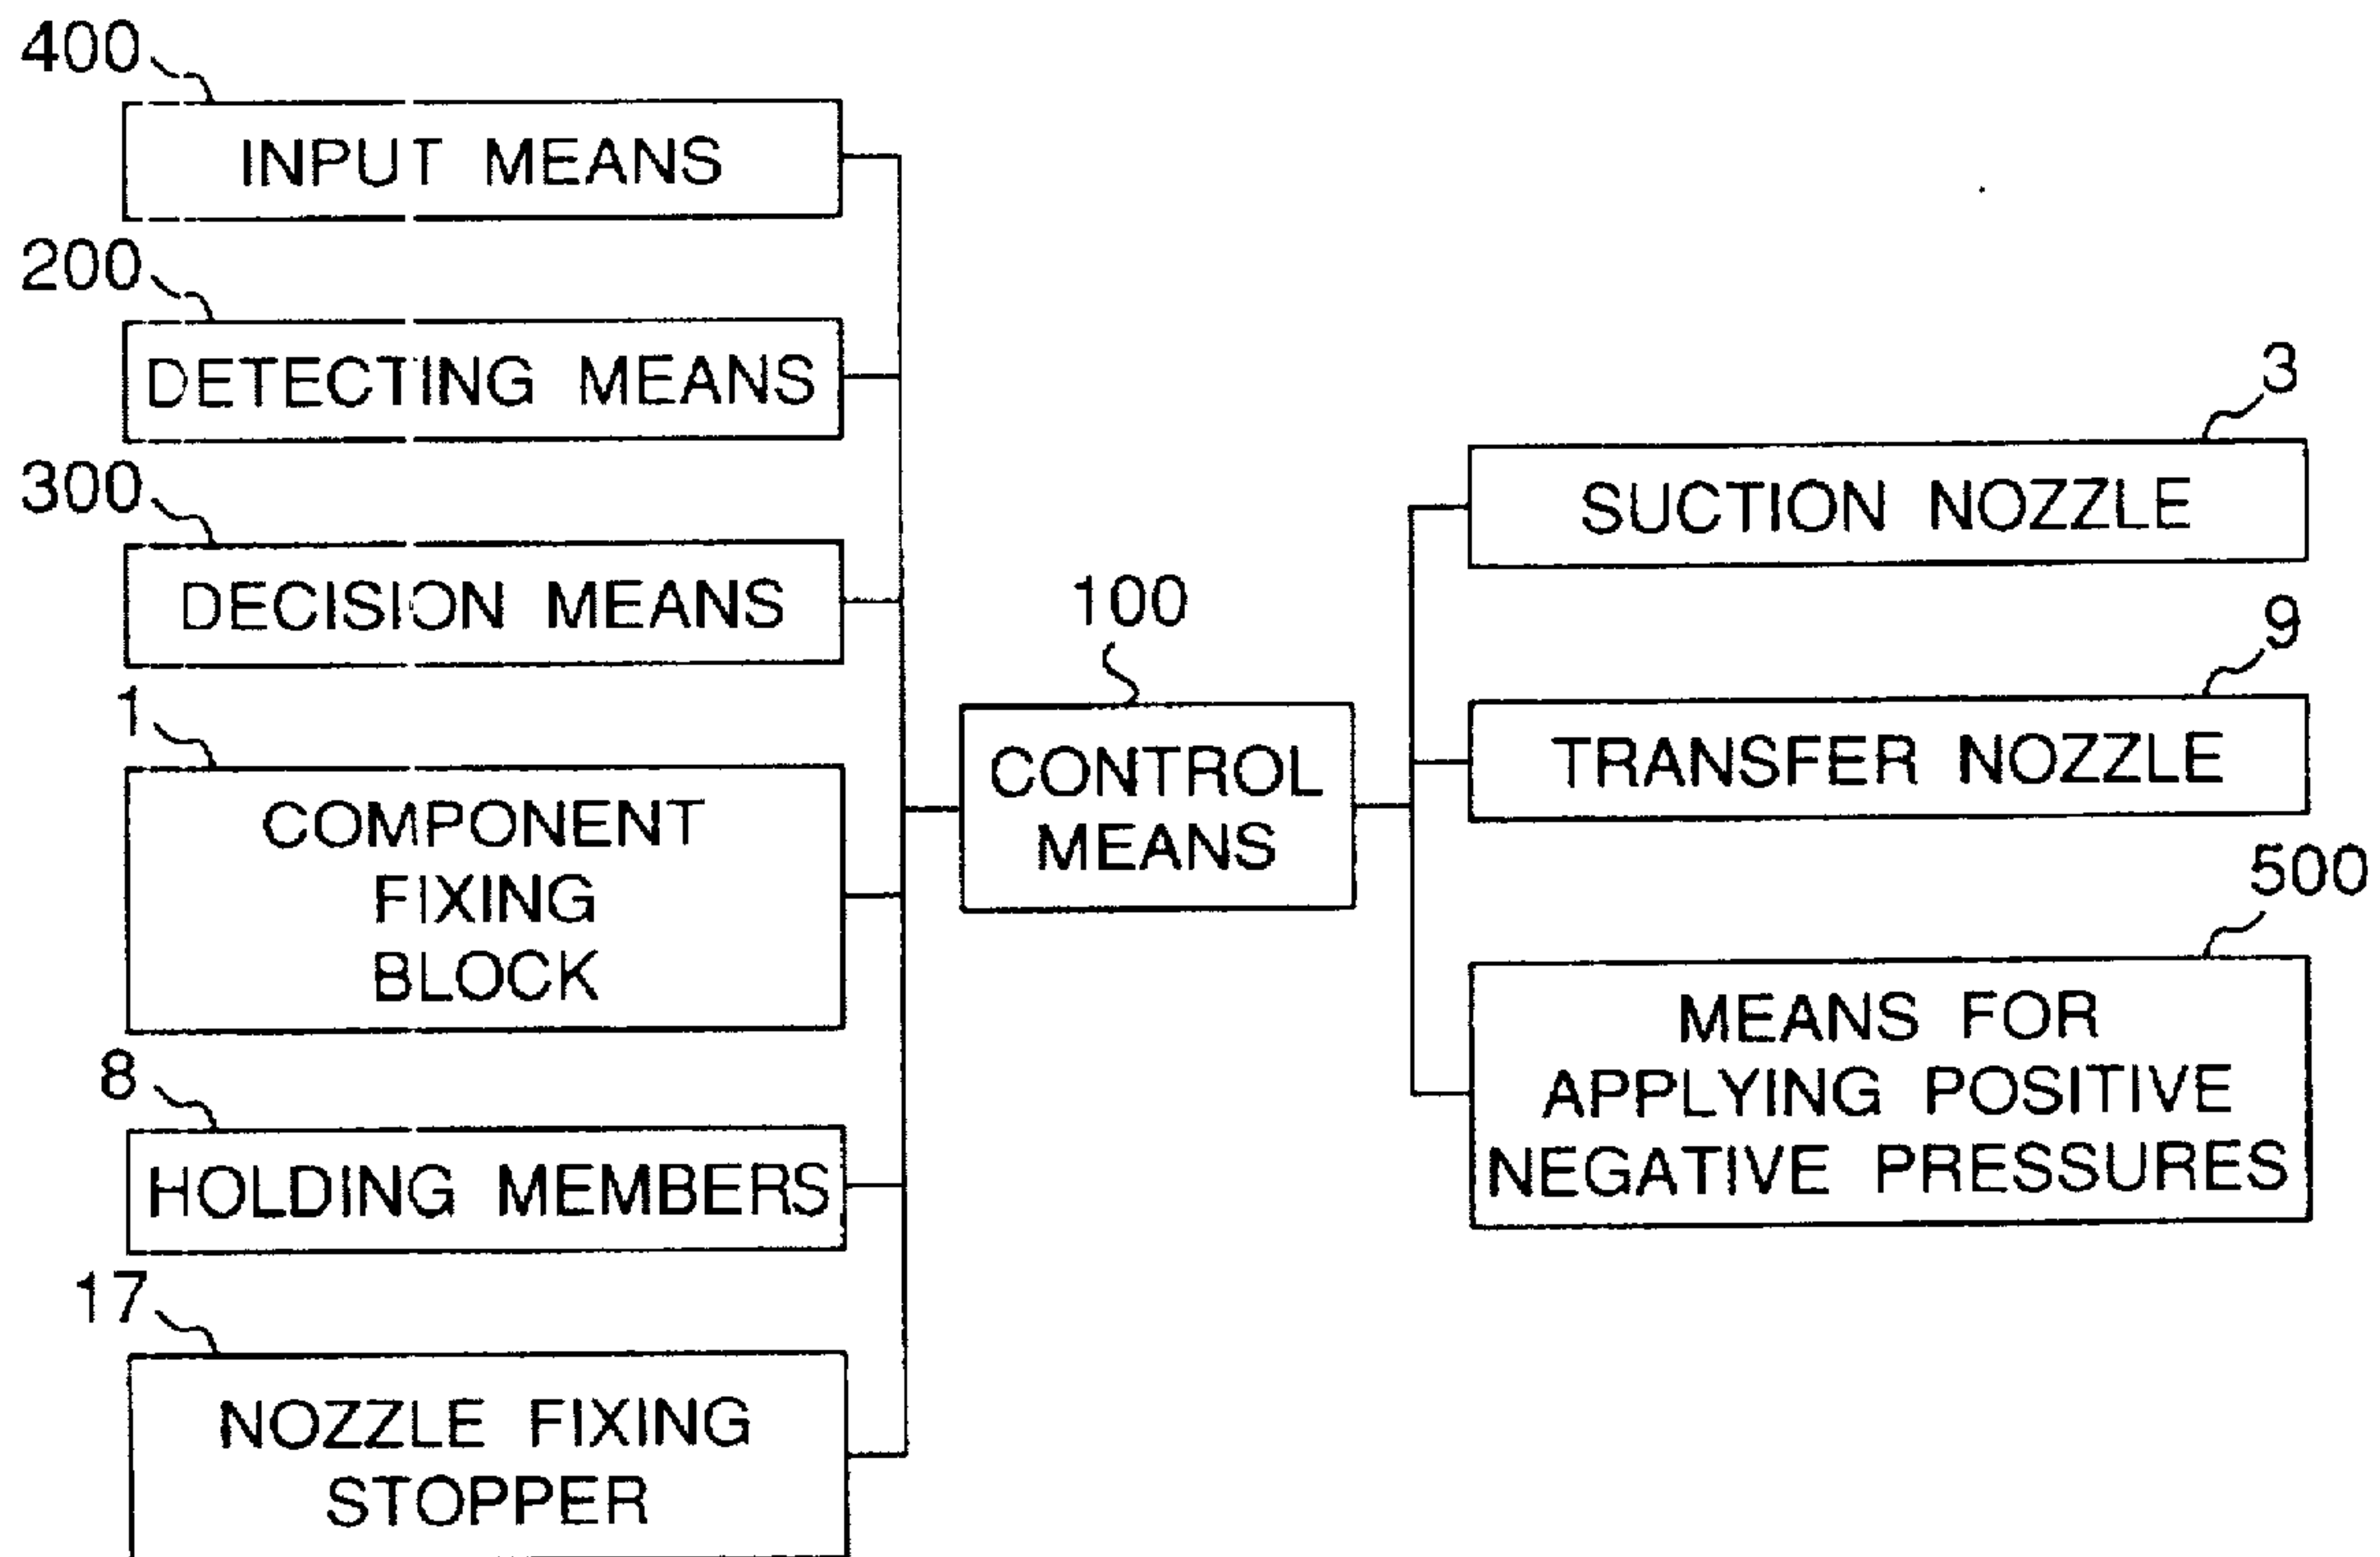 400
INPUT MEANS
200
DETECTING MEANS
300
DECISION MEANS
1
COMPONENT
FIXING
BLOCK
8
HOLDING MEMBERS
17
NOZZLE FIXING
STOPPER
100
CONTROL
MEANS
3
SUCTION NOZZLE
9
TRANSFER NOZZLE
500
MEANS FOR
APPLYING POSITIVE
NEGATIVE PRESSURES